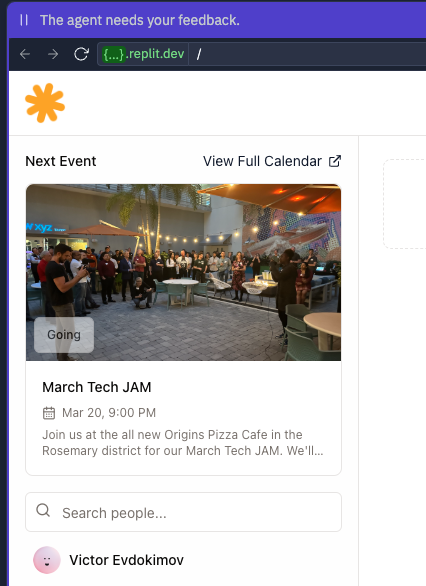 The agent needs your feedback.
{...}.replit.dev /
Next Event View Full Calendar
Going
March Tech JAM
Mar 20, 9:00 PM
Join us at the all new Origins Pizza Cafe in the
Rosemary district for our March Tech JAM. We'll...
Search people...
Victor Evdokimov